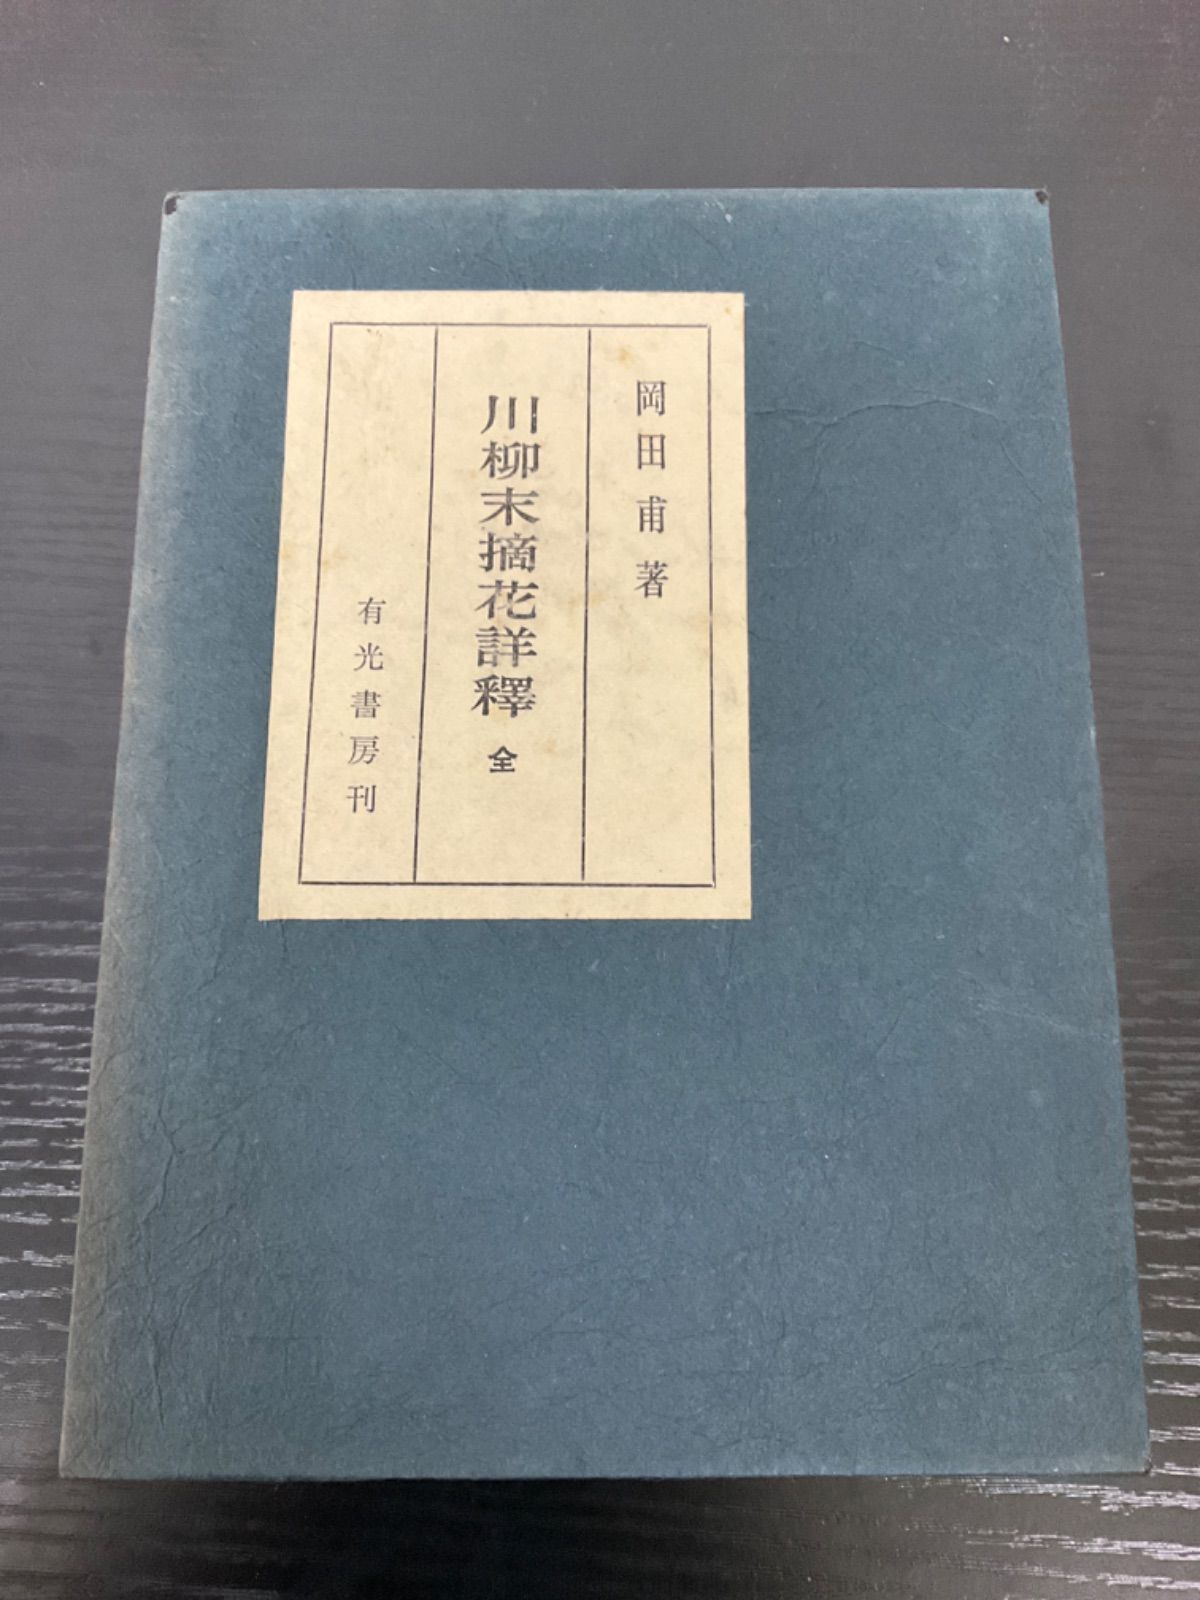 岡田甫著
川柳末摘花詳釋 全
有光書房刊